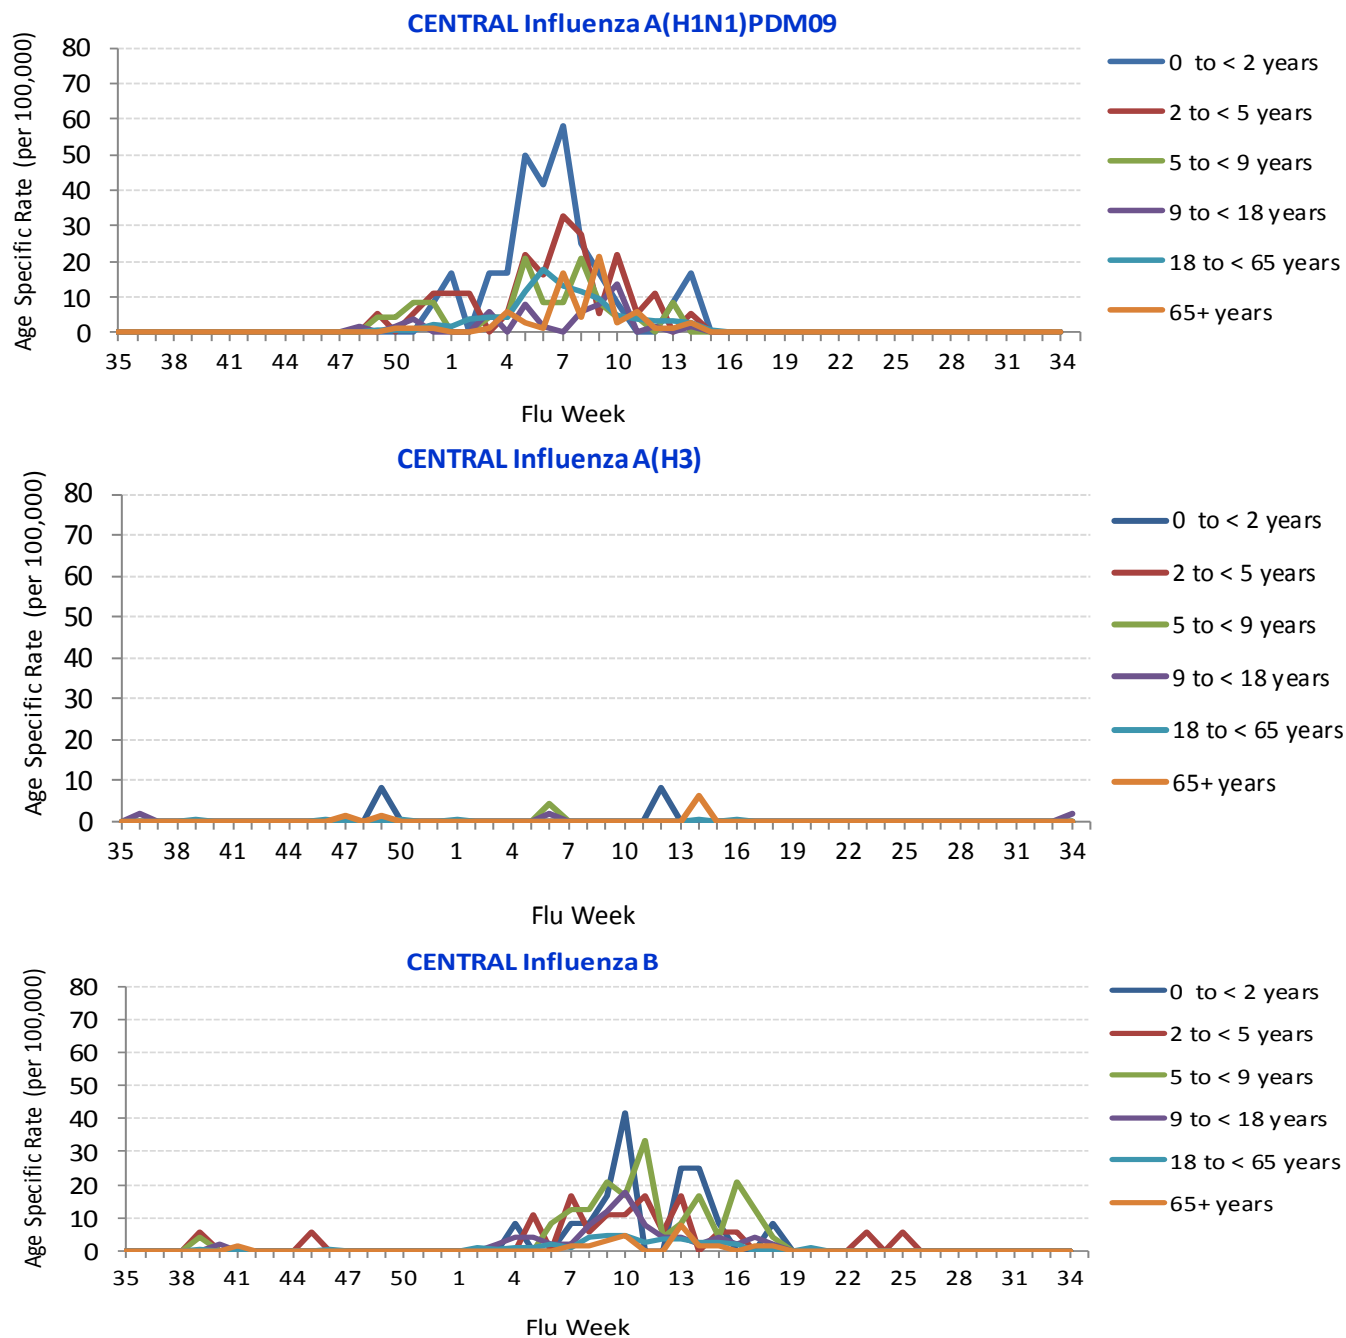 CENTRAL Influenza A(H1N1)PDM09
Age Specific Rate (per 100,000)
80
70
60
50
40
30
20
10
0
35 38 41 44 47 50 1 4 7 10 13 16 19 22 25 28 31 34
Flu Week
0 to < 2 years
2 to < 5 years
5 to < 9 years
9 to < 18 years
18 to < 65 years
65+ years
CENTRAL Influenza A(H3)
Age Specific Rate (per 100,000)
80
70
60
50
40
30
20
10
0
35 38 41 44 47 50 1 4 7 10 13 16 19 22 25 28 31 34
Flu Week
0 to < 2 years
2 to < 5 years
5 to < 9 years
9 to < 18 years
18 to < 65 years
65+ years
CENTRAL Influenza B
Age Specific Rate (per 100,000)
80
70
60
50
40
30
20
10
0
35 38 41 44 47 50 1 4 7 10 13 16 19 22 25 28 31 34
Flu Week
0 to < 2 years
2 to < 5 years
5 to < 9 years
9 to < 18 years
18 to < 65 years
65+ years